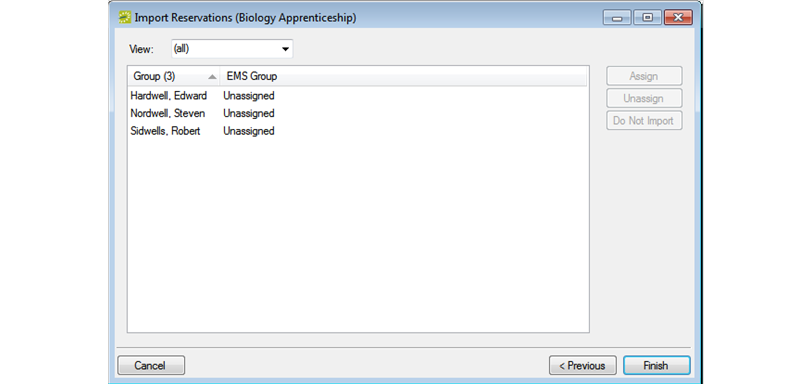 Import Reservations (Biology Apprenticeship)
View: (all)
Group (3) EMS Group
Assign
Hardwell, Edward Unassigned
Unassign
Nordwell, Steven Unassigned
Do Not Import
Sidwells, Robert Unassigned
Cancel < Previous Finish